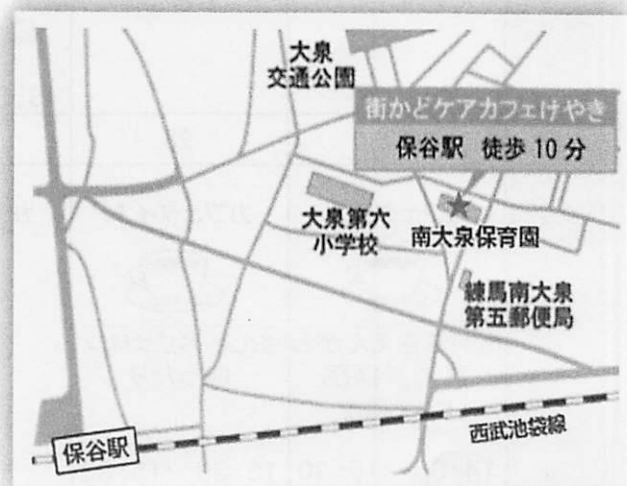 大泉
交通公園
街かどケアカフェけやき
保谷駅 徒歩10分
大泉第六
小学校
南大泉保育園
練馬南大泉
第五郵便局
西武池袋線
保谷駅